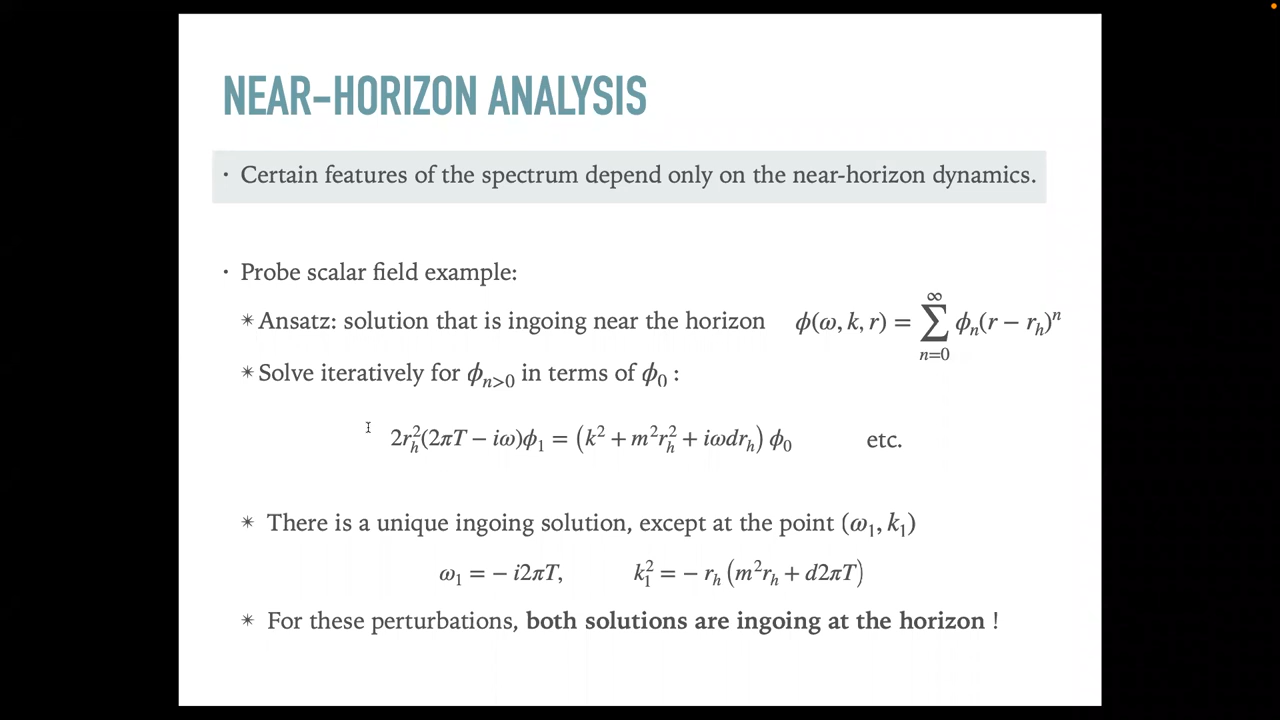 NEAR-HORIZON ANALYSIS
· Certain features of the spectrum depend only on the near-horizon dynamics.
· Probe scalar field example:
* Ansatz: solution that is ingoing near the horizon ϕ(ω, k, r) = ∑_{n=0}^{∞} ϕ_n(r − r_h)^n
* Solve iteratively for ϕ_{n>0} in terms of ϕ_0 :
2r_h^2(2πT − iω)ϕ_1 = (k^2 + m^2r_h^2 + iωdr_h) ϕ_0 etc.
* There is a unique ingoing solution, except at the point (ω_1, k_1)
ω_1 = − i2πT, k_1^2 = − r_h (m^2r_h + d2πT)
* For these perturbations, both solutions are ingoing at the horizon !